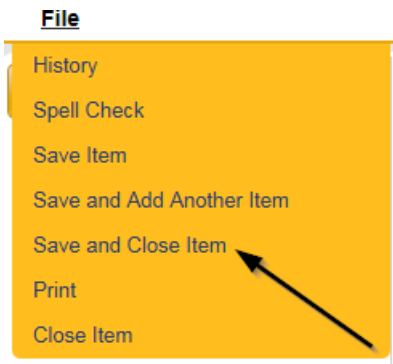 File
History
Spell Check
Save Item
Save and Add Another Item
Save and Close Item
Print
Close Item